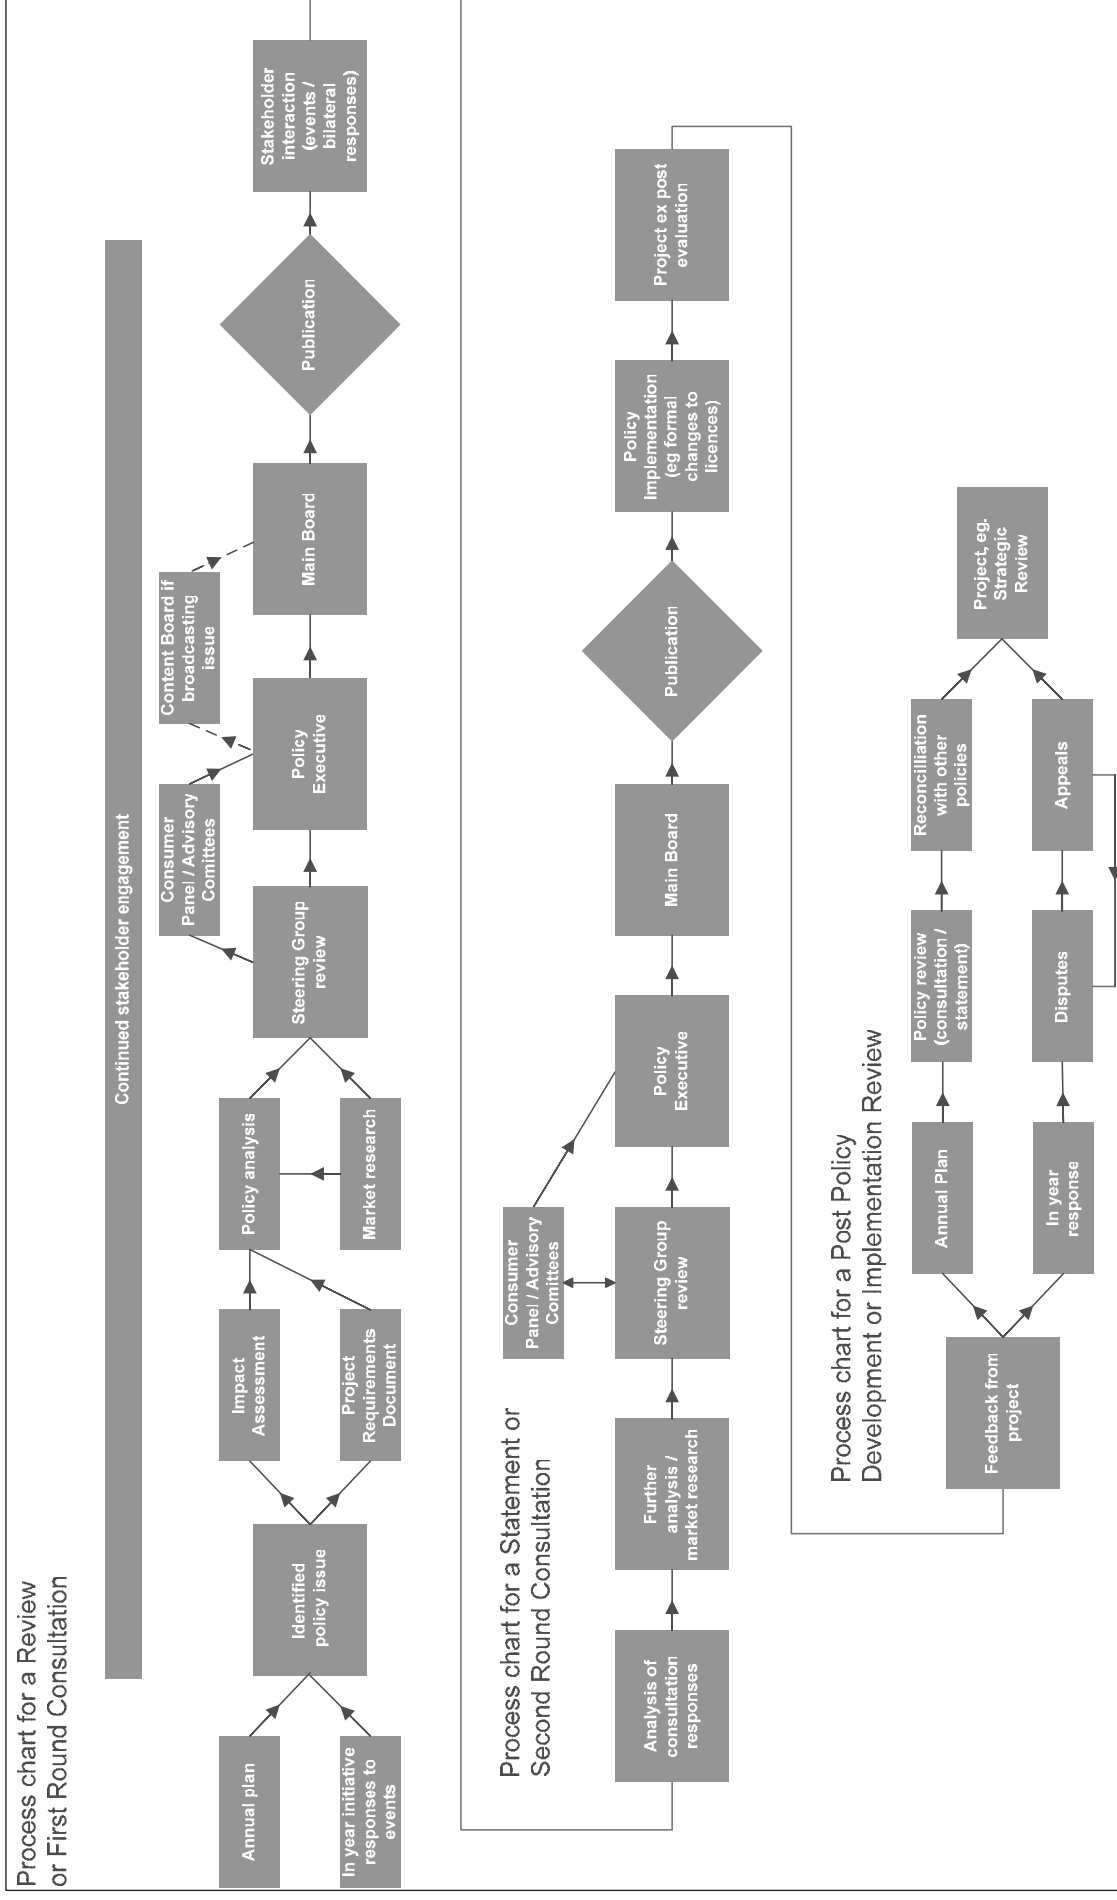 Process chart for a Review
or First Round Consultation
Continued stakeholder engagement
Annual plan
In year initiative
responses to
events
Identified
policy issue
Impact
Assessment
Project
Requirements
Document
Policy analysis
Market research
Steering Group
review
Consumer
Panel / Advisory
Comittees
Policy
Executive
Content Board if
broadcasting
issue
Main Board
Publication
Stakeholder
interaction
(events /
bilateral
responses)
Process chart for a Statement or
Second Round Consultation
Analysis of
consultation
responses
Further
analysis /
market research
Consumer
Panel / Advisory
Comittees
Steering Group
review
Policy
Executive
Main Board
Publication
Policy
Implementation
(eg formal
changes to
licences)
Project ex post
evaluation
Process chart for a Post Policy
Development or Implementation Review
Feedback from
project
Annual Plan
In year
response
Policy review
(consultation /
statement)
Disputes
Reconcilliation
with other
policies
Appeals
Project, eg.
Strategic
Review